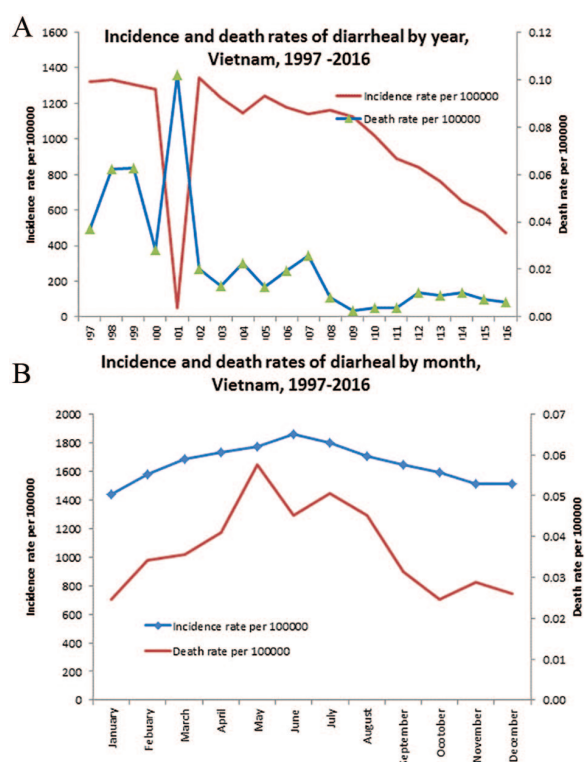 A
Incidence and death rates of diarrheal by year,
Vietnam, 1997 -2016
1600
1400
1200
1000
800
600
400
200
0
Incidence rate per 100000
0.12
0.10
0.08
0.06
0.04
0.02
0.00
Death rate per 100000
Incidence rate per 100000
Death rate per 100000
'97 '98 '99 '00 '01 '02 '03 '04 '05 '06 '07 '08 '09 '10 '11 '12 '13 '14 '15 '16
B
Incidence and death rates of diarheal by month,
Vietnam, 1997-2016
2000
1800
1600
1400
1200
1000
800
600
400
200
0
Incidence rate per 100000
0.07
0.06
0.05
0.04
0.03
0.02
0.01
0.00
Death rate per 100000
Incidence rate per 100000
Death rate per 100000
January
Febuary
March
April
May
June
July
August
September
Ocotober
November
December